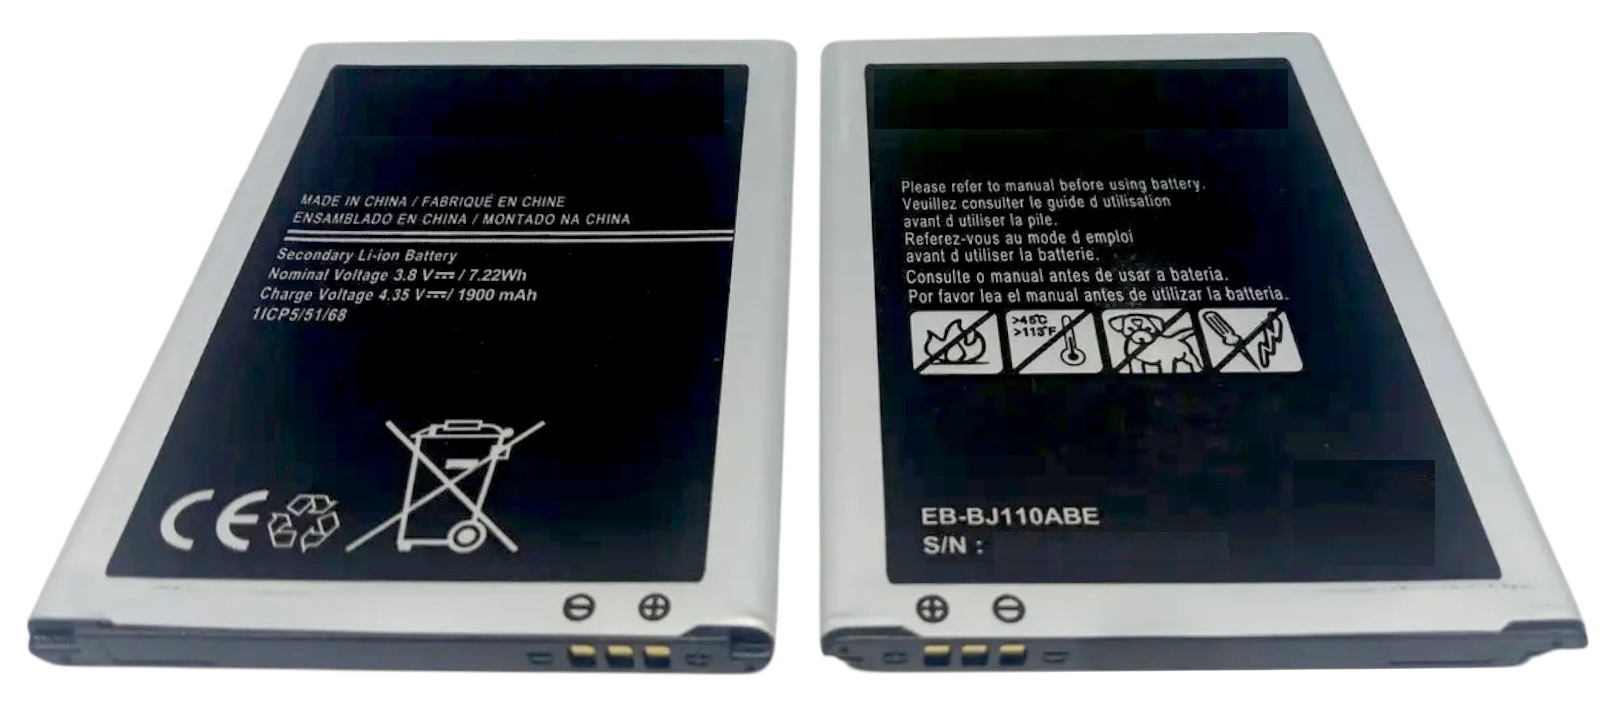 MADE IN CHINA / FABRIQUÉ EN CHINE
ENSAMBLADO EN CHINA / MONTADO NA CHINA
Secondary Li-ion Battery
Nominal Voltage 3.8 V⎓ / 7.22Wh
Charge Voltage 4.35 V⎓/ 1900 mAh
1ICP5/51/68
CE
Please refer to manual before using battery.
Veuillez consulter le guide d utilisation
avant d utiliser la pile.
Referez-vous au mode d emploi
avant d utiliser la batterie.
Consulte o manual antes de usar a bateria.
Por favor lea el manual antes de utilizar la batteria.
>45℃
>113℉
EB-BJ110ABE
S/N :